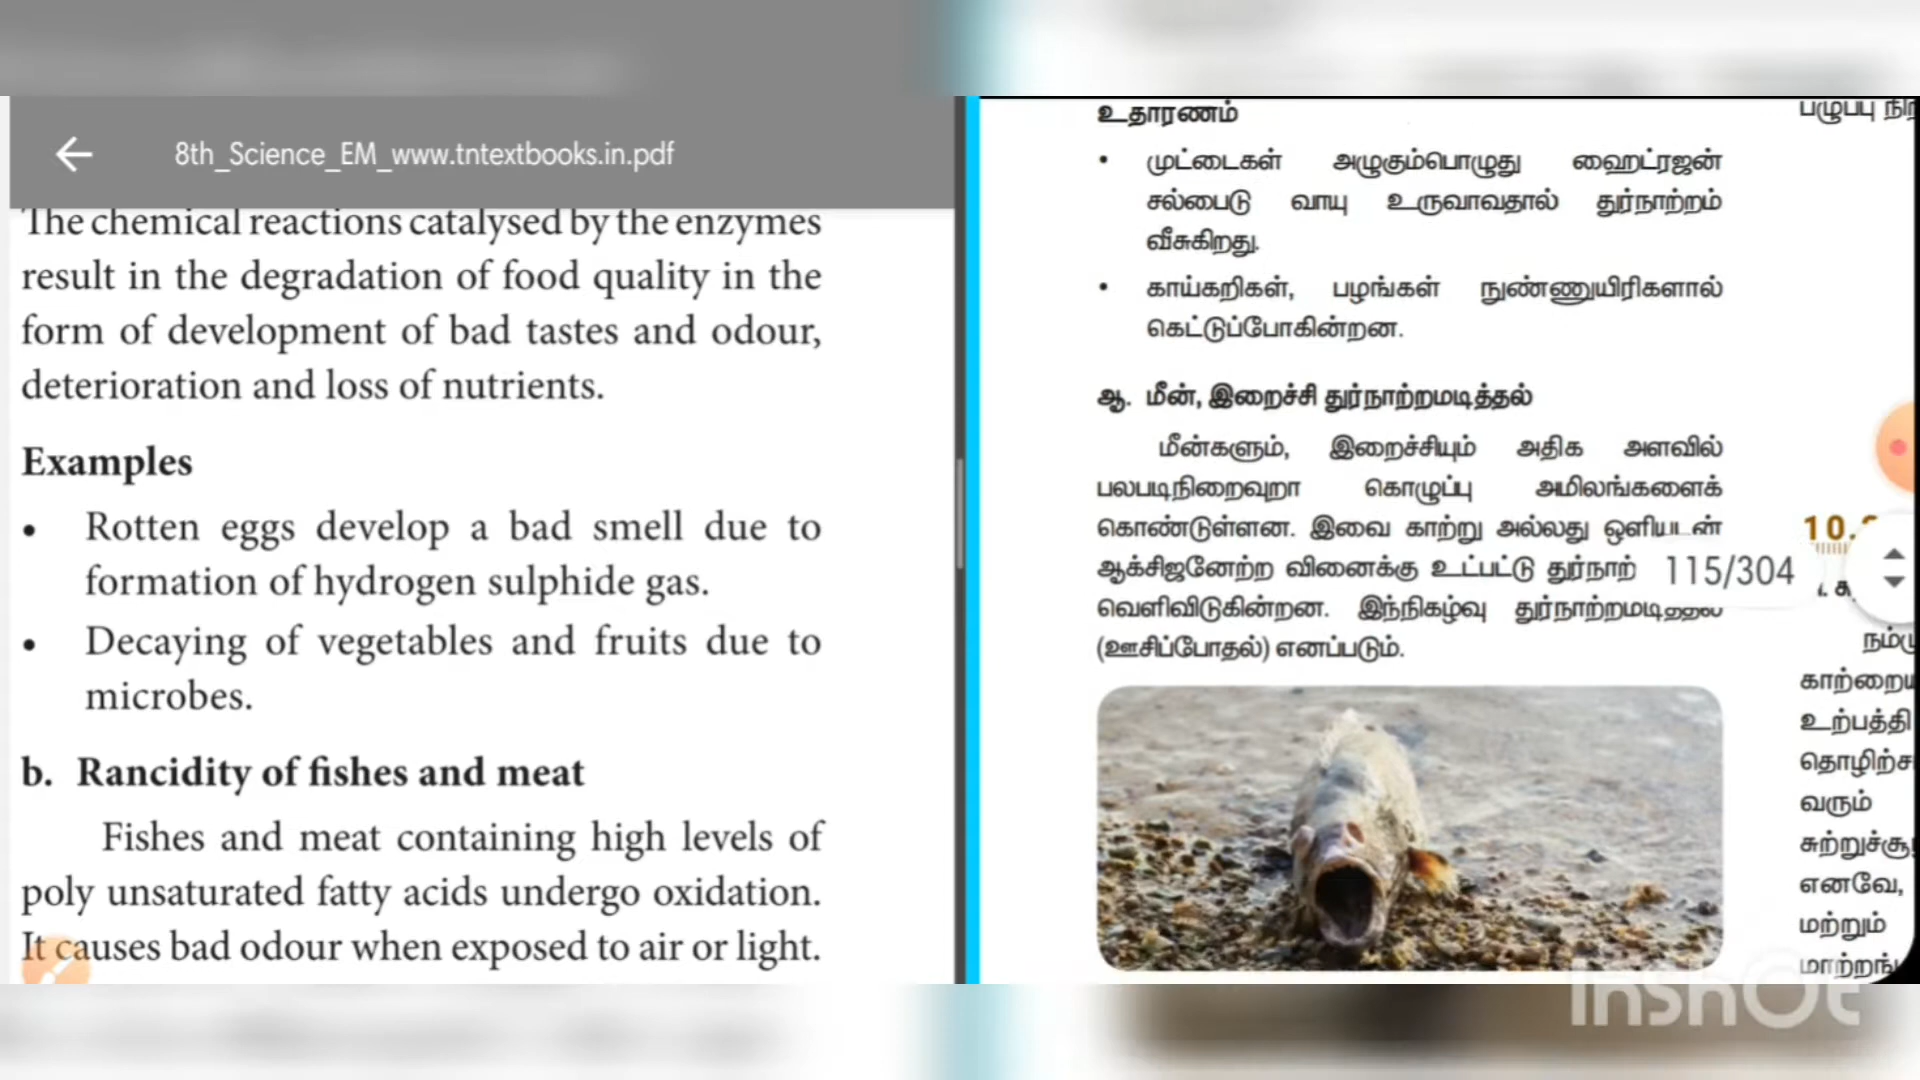 8th_Science_EM_www.tntextbooks.in.pdf
The chemical reactions catalysed by the enzymes
result in the degradation of food quality in the
form of development of bad tastes and odour,
deterioration and loss of nutrients.
Examples
• Rotten eggs develop a bad smell due to
formation of hydrogen sulphide gas.
• Decaying of vegetables and fruits due to
microbes.
b. Rancidity of fishes and meat
Fishes and meat containing high levels of
poly unsaturated fatty acids undergo oxidation.
It causes bad odour when exposed to air or light.
உதாரணம்
• முட்டைகள் அழுகும்பொழுது ஹைட்ரஜன்
சல்பைடு வாயு உருவாவதால் துர்நாற்றம்
வீசுகிறது.
• காய்கறிகள், பழங்கள் நுண்ணுயிரிகளால்
கெட்டுப்போகின்றன.
ஆ. மீன், இறைச்சி துர்நாற்றமடித்தல்
மீன்களும், இறைச்சியும் அதிக அளவில்
பலபடிநிறைவுறா கொழுப்பு அமிலங்களைக்
கொண்டுள்ளன. இவை காற்று அல்லது ஒளியுடன்
ஆக்சிஜனேற்ற வினைக்கு உட்பட்டு துர்நாற்
வெளிவிடுகின்றன. இந்நிகழ்வு துர்நாற்றமடித்தல்
(ஊசிப்போதல்) எனப்படும்.
115/304
பழுப்பு
10.
காற்றை
உற்பத்தி
வரும்
எனவே,
மற்றும்
InShOt